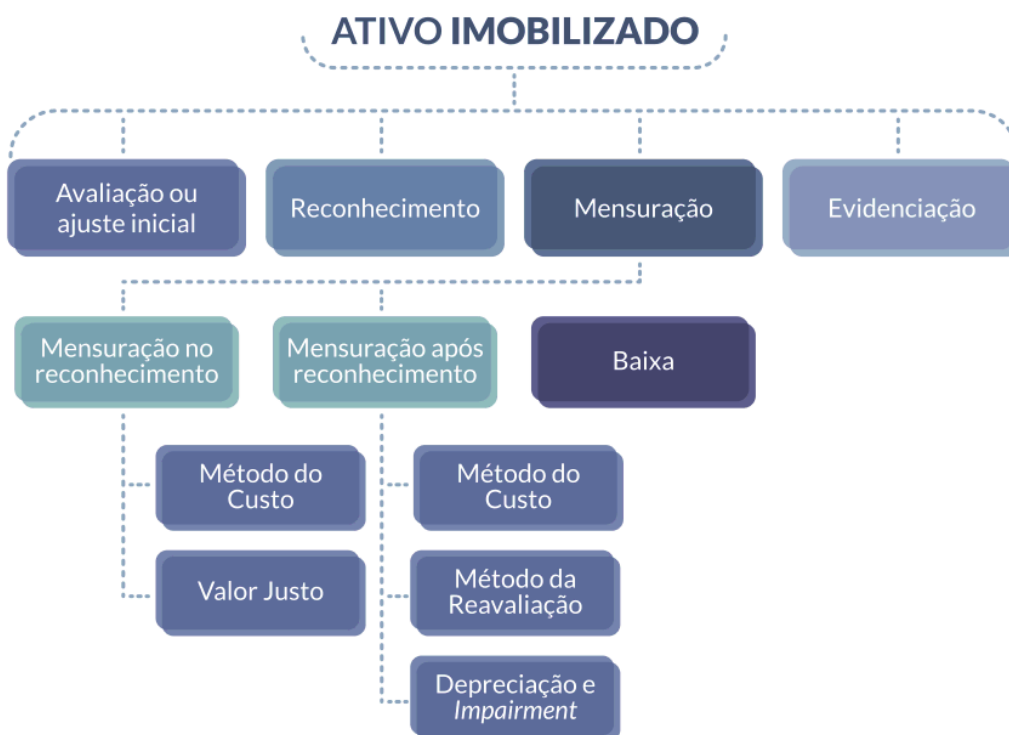 ATIVO IMOBILIZADO
Avaliação ou
ajuste inicial
Reconhecimento
Mensuração
Evidenciação
Mensuração no
reconhecimento
Mensuração após
reconhecimento
Baixa
Método do
Custo
Método do
Custo
Valor Justo
Método da
Reavaliação
Depreciação e
Impairment